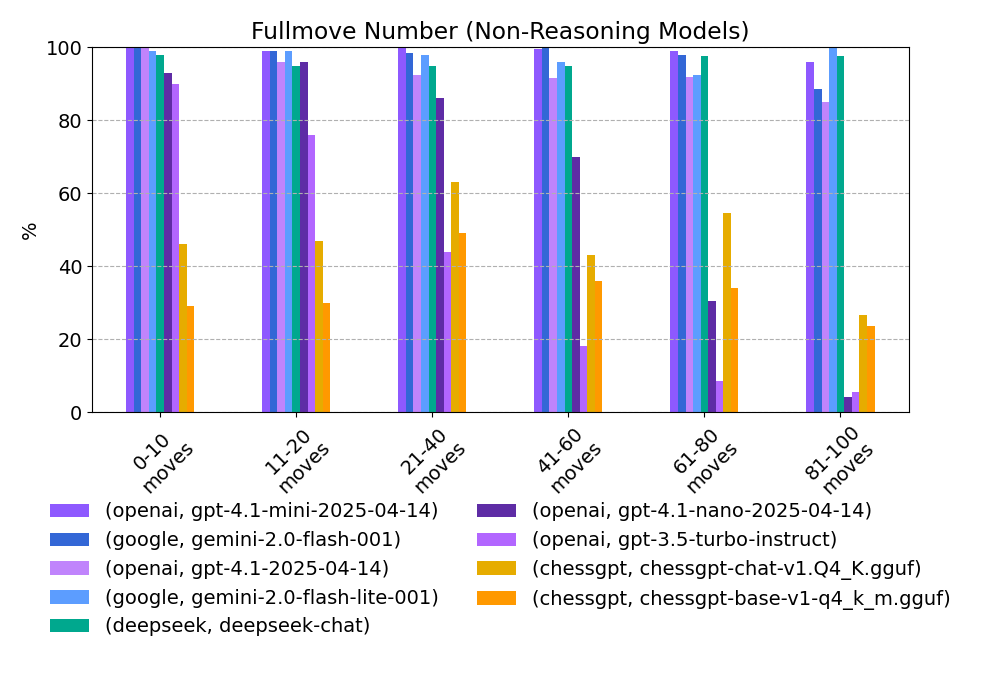 Fullmove Number (Non-Reasoning Models)
%
100
80
60
40
20
0
0-10
moves
11-20
moves
21-40
moves
41-60
moves
61-80
moves
81-100
moves
(openai, gpt-4.1-mini-2025-04-14)
(google, gemini-2.0-flash-001)
(openai, gpt-4.1-2025-04-14)
(google, gemini-2.0-flash-lite-001)
(deepseek, deepseek-chat)
(openai, gpt-4.1-nano-2025-04-14)
(openai, gpt-3.5-turbo-instruct)
(chessgpt, chessgpt-chat-v1.Q4_K.gguf)
(chessgpt, chessgpt-base-v1-q4_k_m.gguf)